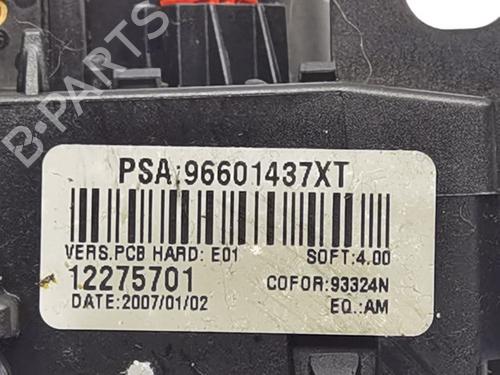 B-PARTS
PSA:96601437XT
VERS.PCB HARD: E01 SOFT:4.00
12275701 COFOR:93324N
DATE:2007/01/02 EQ.:AM